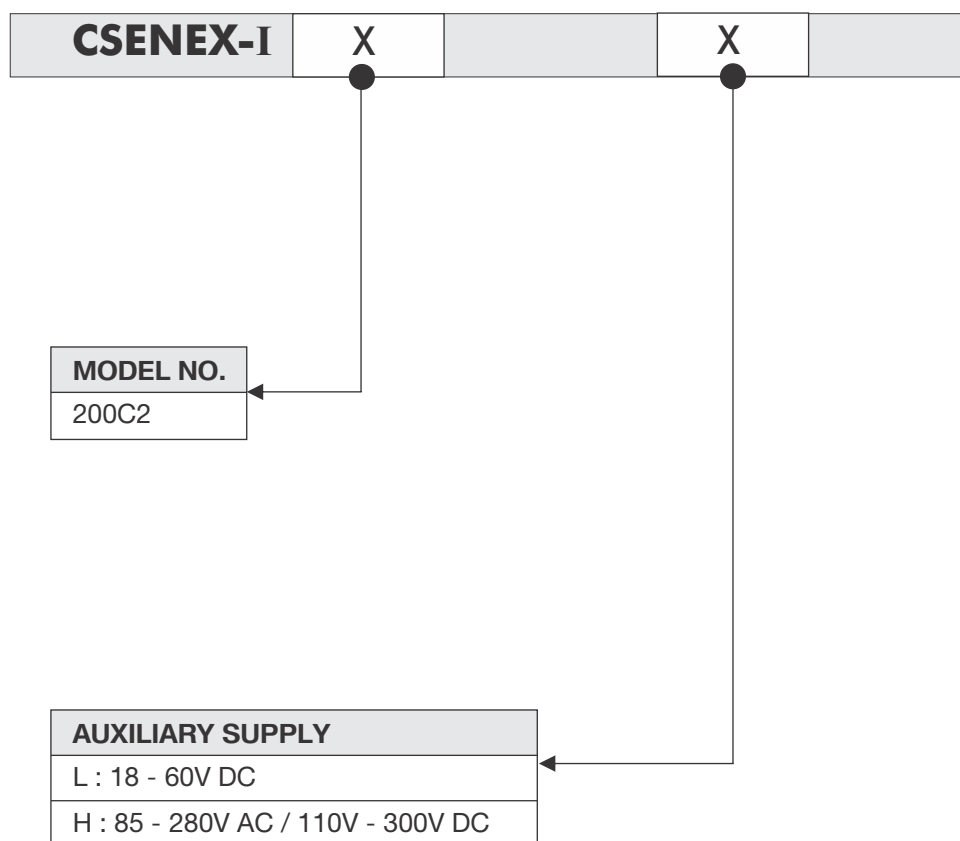 CSENEX-I X X
MODEL NO.
200C2
AUXILIARY SUPPLY
L : 18 - 60V DC
H : 85 - 280V AC / 110V - 300V DC